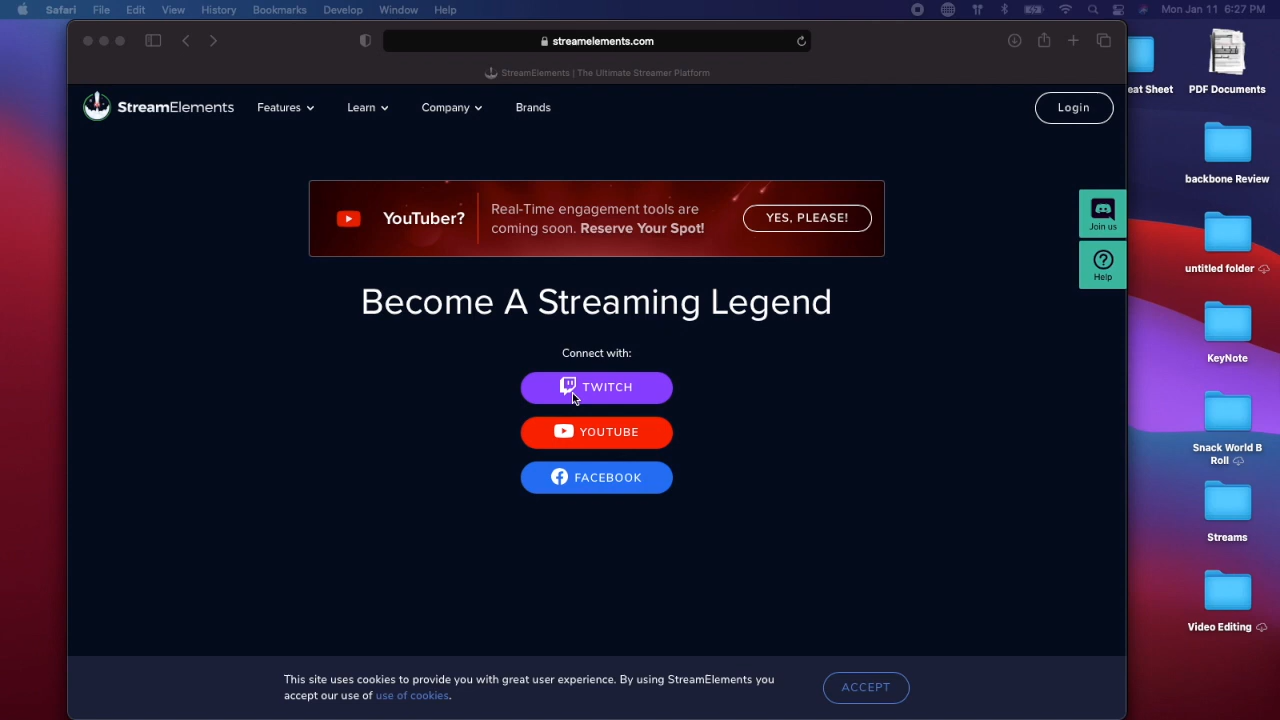 Safari File Edit View History Bookmarks Develop Window Help Mon Jan 11 6:27 PM
streamelements.com
StreamElements | The Ultimate Streamer Platform
StreamElements Features Learn Company Brands Login
YouTuber?
Real-Time engagement tools are
coming soon. Reserve Your Spot!
YES, PLEASE!
Become A Streaming Legend
Connect with:
TWITCH
YOUTUBE
FACEBOOK
Join us
Help
This site uses cookies to provide you with great user experience. By using StreamElements you
accept our use of use of cookies.
ACCEPT
eat Sheet
PDF Documents
backbone Review
untitled folder
KeyNote
Snack World B
Roll
Streams
Video Editing